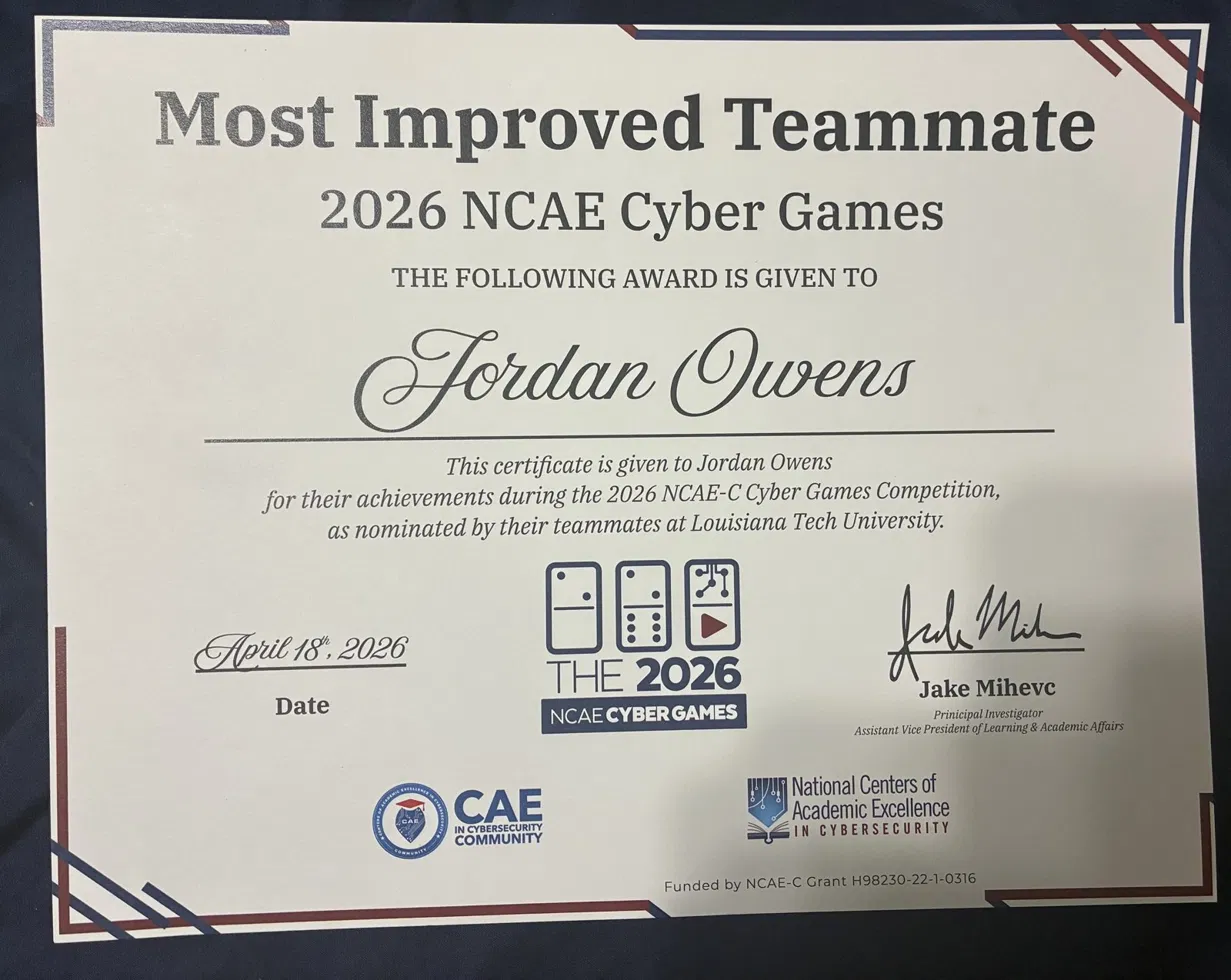 Most Improved Teammate
2026 NCAE Cyber Games
THE FOLLOWING AWARD IS GIVEN TO
Jordan Owens
This certificate is given to Jordan Owens
for their achievements during the 2026 NCAE-C Cyber Games Competition,
as nominated by their teammates at Louisiana Tech University.
April 18th, 2026
Date
THE 2026
NCAE CYBER GAMES
Jake Mihevc
Prinicipal Investigator
Assistant Vice President of Learning & Academic Affairs
CAE
CAE
IN CYBERSECURITY
COMMUNITY
National Centers of
Academic Excellence
IN CYBERSECURITY
Funded by NCAE-C Grant H98230-22-1-0316